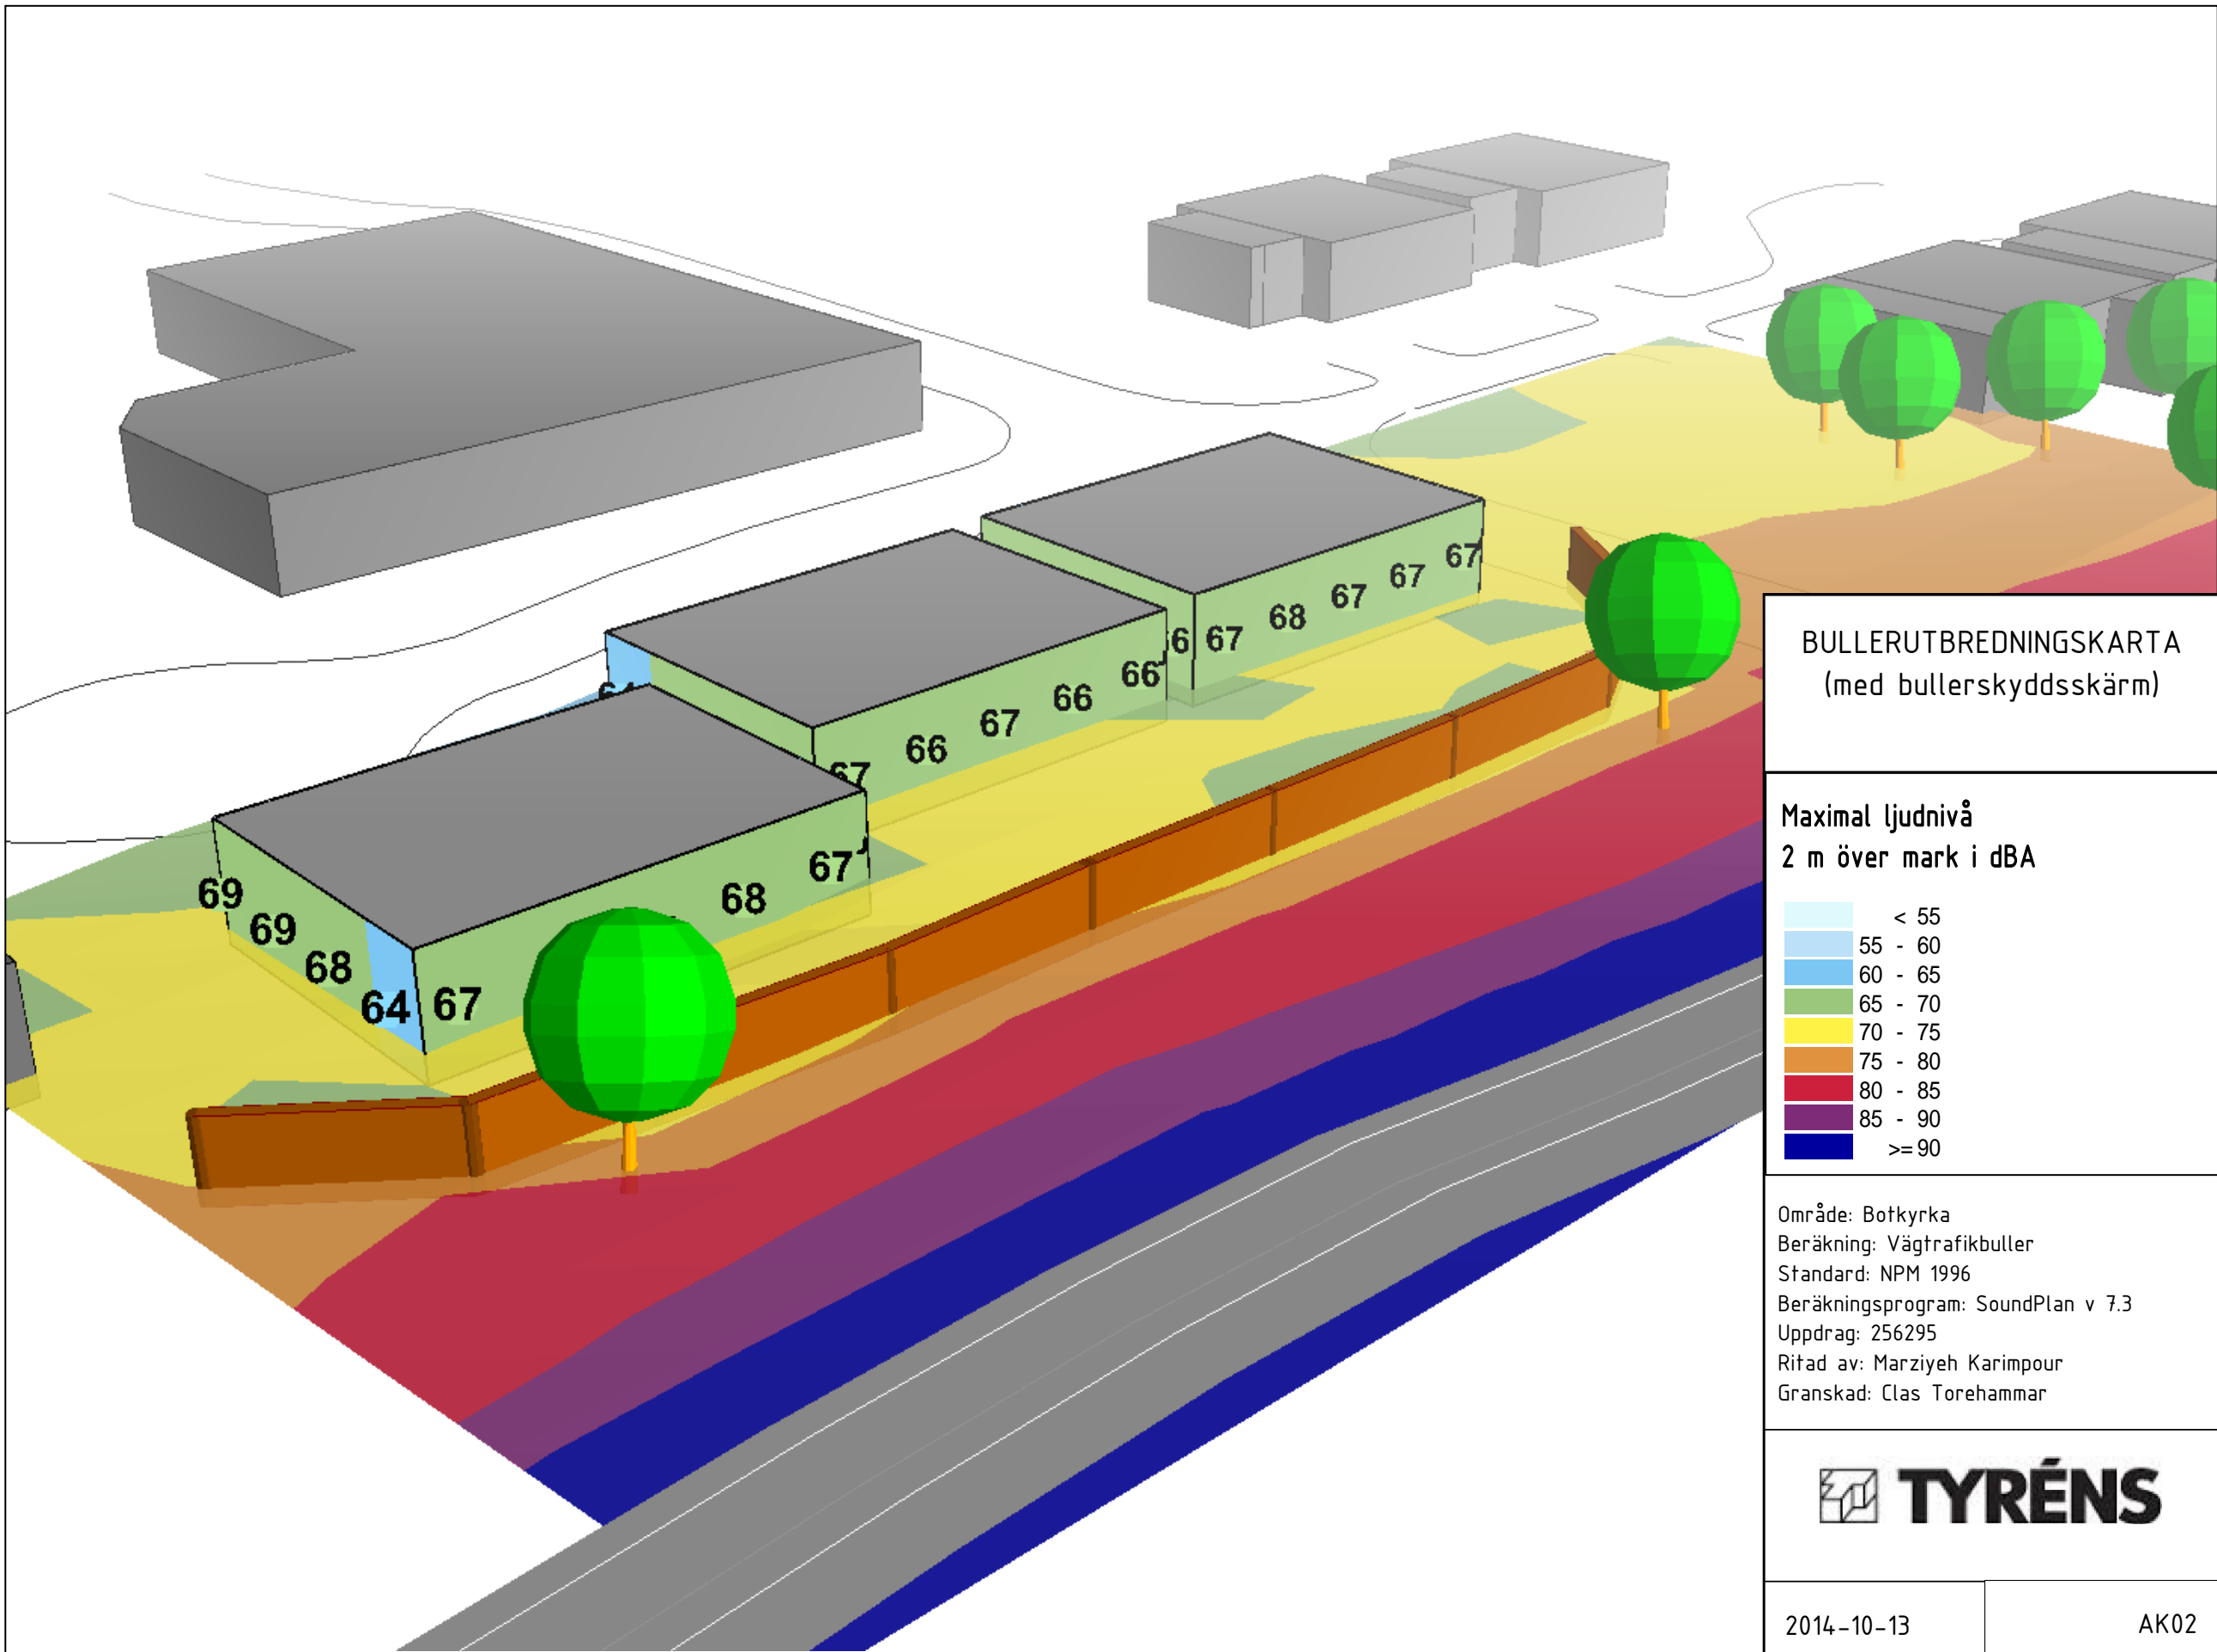 67
67
67
68
67
66
66
66
67
66
67
68
67
69
69
68
64
67
BULLERUTBREDNINGSKARTA
(med bullerskyddsskärm)
Maximal ljudnivå
2 m över mark i dBA
< 55
55 - 60
60 - 65
65 - 70
70 - 75
75 - 80
80 - 85
85 - 90
>= 90
Område: Botkyrka
Beräkning: Vägtrafikbuller
Standard: NPM 1996
Beräkningsprogram: SoundPlan v 7.3
Uppdrag: 256295
Ritad av: Marziyeh Karimpour
Granskad: Clas Torehammar
TYRÉNS
2014-10-13
AK02